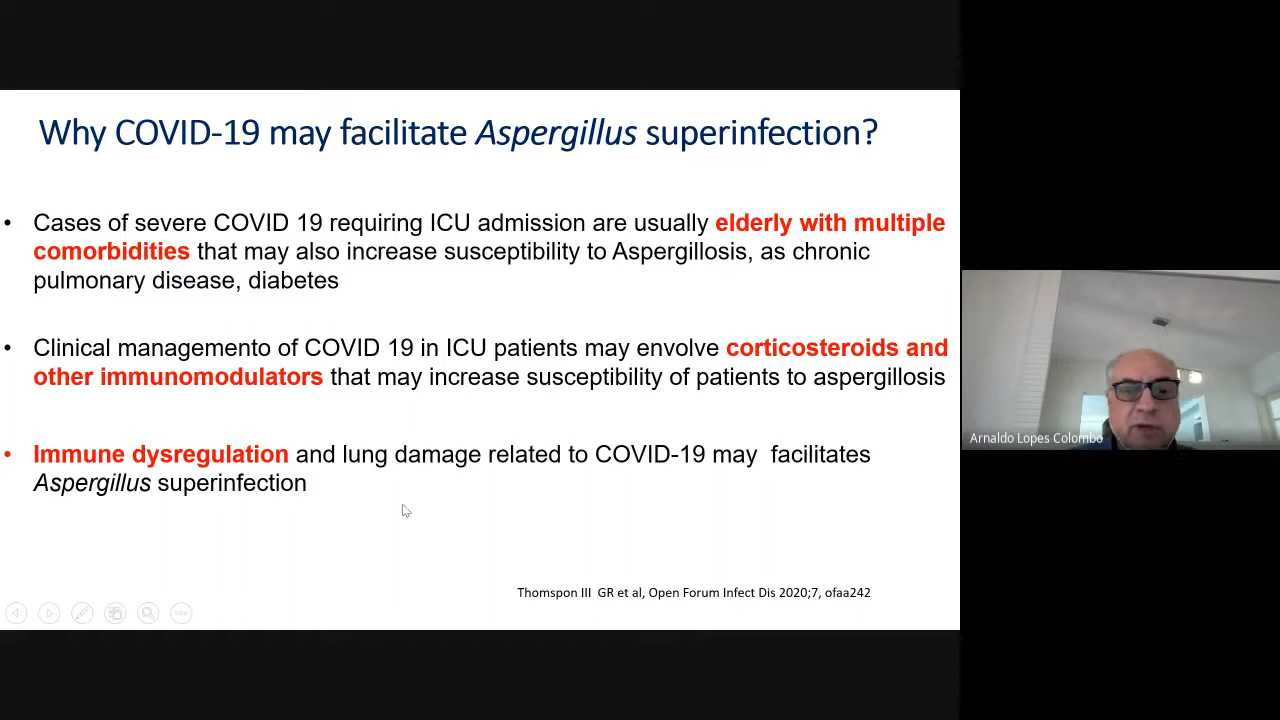 Why COVID-19 may facilitate Aspergillus superinfection?
• Cases of severe COVID 19 requiring ICU admission are usually elderly with multiple
comorbidities that may also increase susceptibility to Aspergillosis, as chronic
pulmonary disease, diabetes
• Clinical managemento of COVID 19 in ICU patients may envolve corticosteroids and
other immunomodulators that may increase susceptibility of patients to aspergillosis
• Immune dysregulation and lung damage related to COVID-19 may  facilitates
Aspergillus superinfection
Thomspon III  GR et al, Open Forum Infect Dis 2020;7, ofaa242
Arnaldo Lopes Colombo